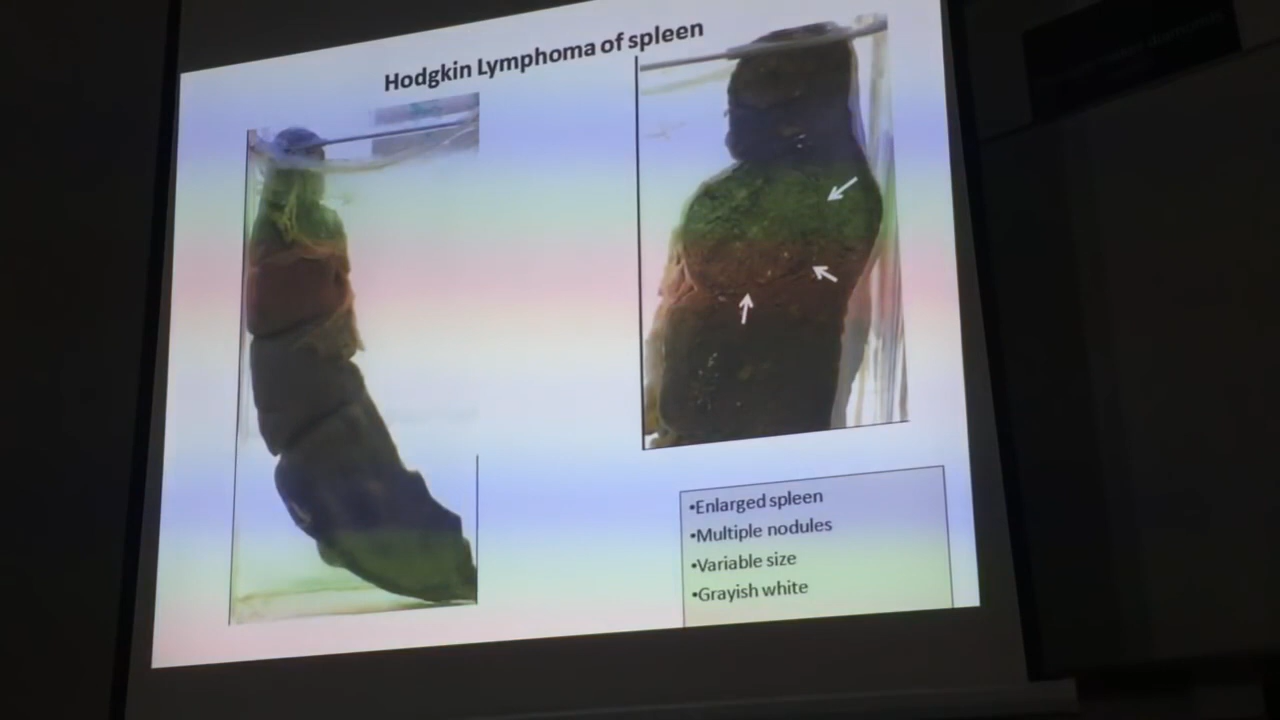 Hodgkin Lymphoma of spleen
•Enlarged spleen
•Multiple nodules
•Variable size
•Grayish white